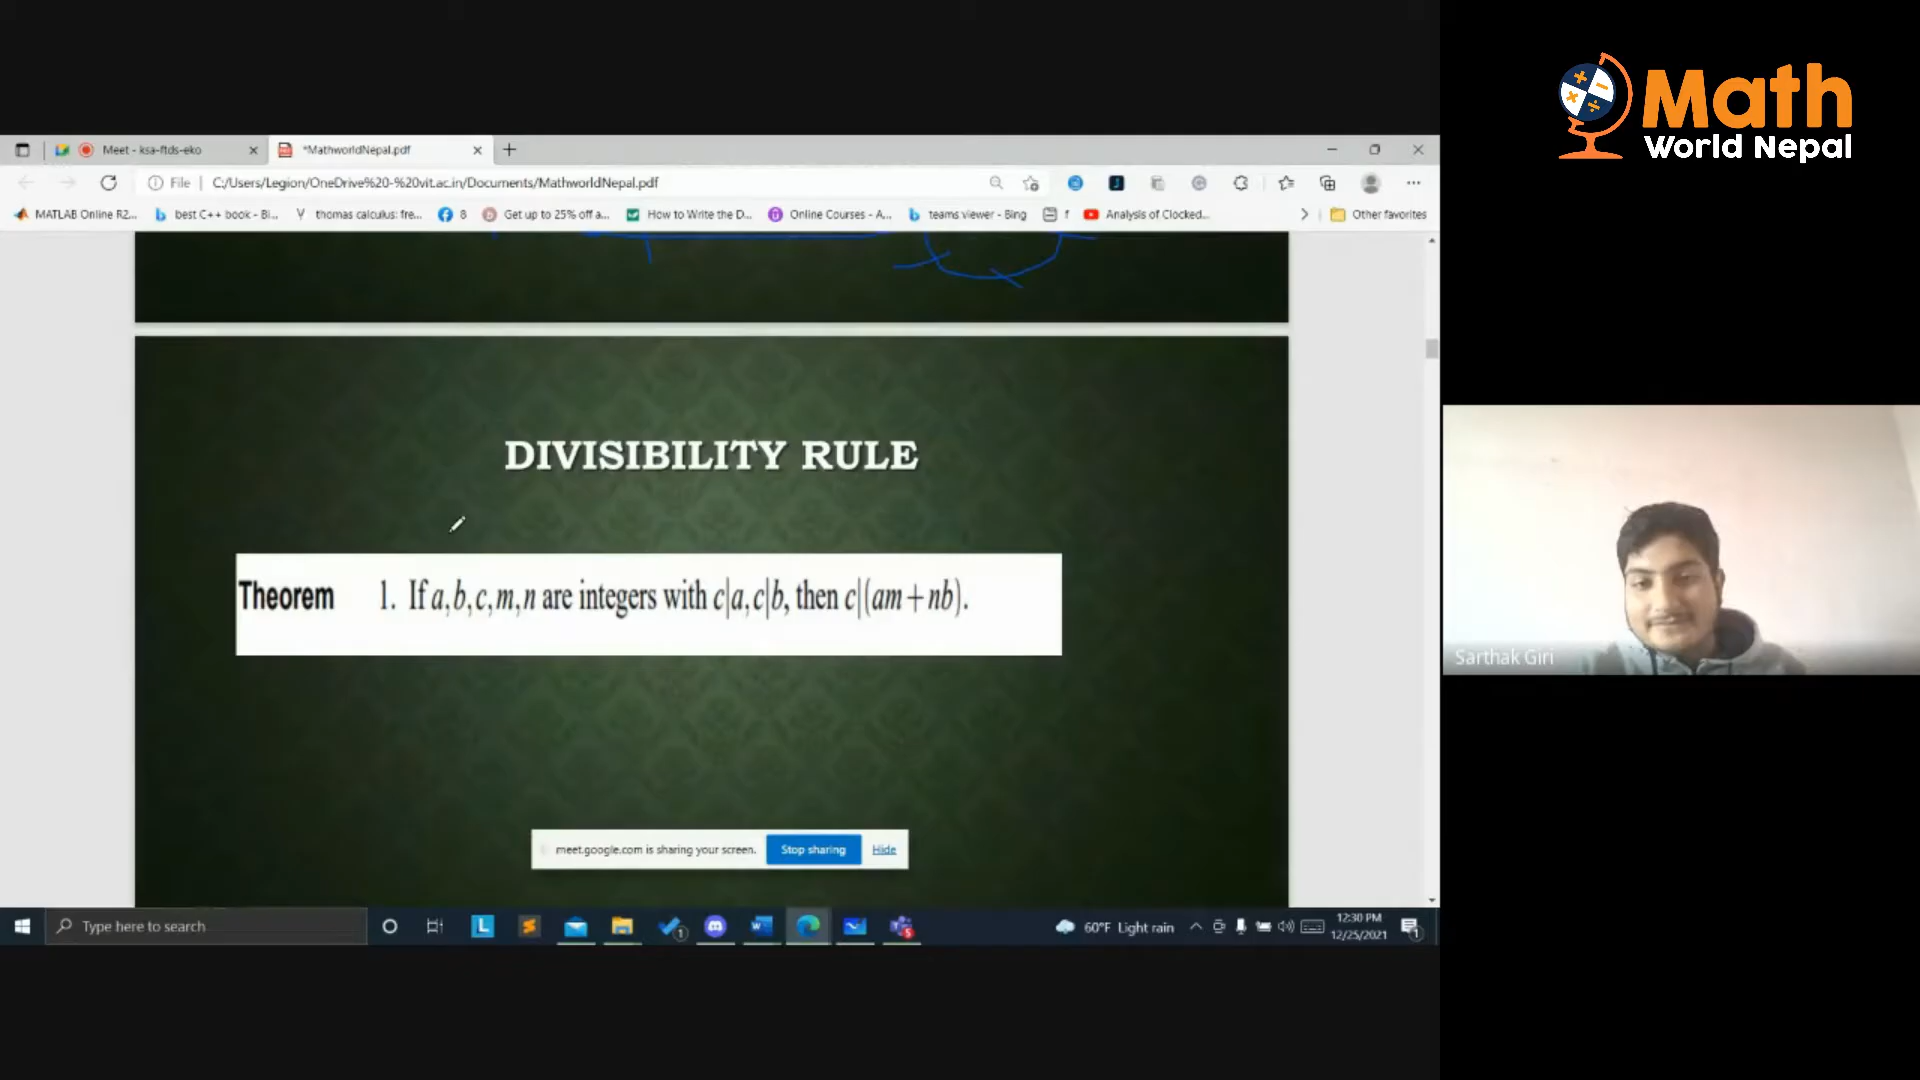 Math
World Nepal
Meet - ksa-ftds-eko
*MathworldNepal.pdf
File
C:/Users/Legion/OneDrive%20-%20vit.ac.in/Documents/MathworldNepal.pdf
MATLAB Online R2...
best C++ book - Bi...
thomas calculus: fre...
8
Get up to 25% off a...
How to Write the D...
Online Courses - A...
teams viewer - Bing
f
Analysis of Clocked...
Other favorites
DIVISIBILITY RULE
Theorem 1. If a,b,c,m,n are integers with c|a,c|b, then c|(am+nb).
Sarthak Giri
meet.google.com is sharing your screen.
Stop sharing
Hide
Type here to search
60°F Light rain
12:30 PM
12/25/2021